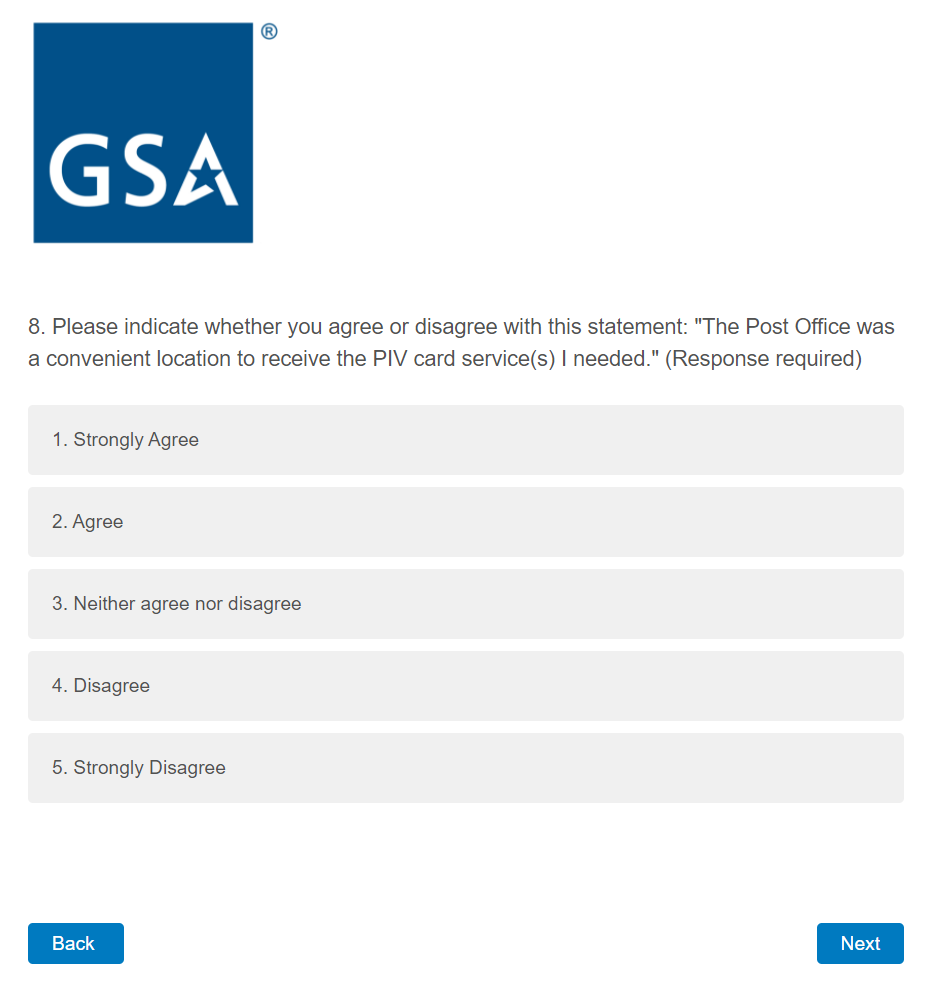 ®
GSA
8. Please indicate whether you agree or disagree with this statement: "The Post Office was
a convenient location to receive the PIV card service(s) I needed." (Response required)
1. Strongly Agree
2. Agree
3. Neither agree nor disagree
4. Disagree
5. Strongly Disagree
Back
Next